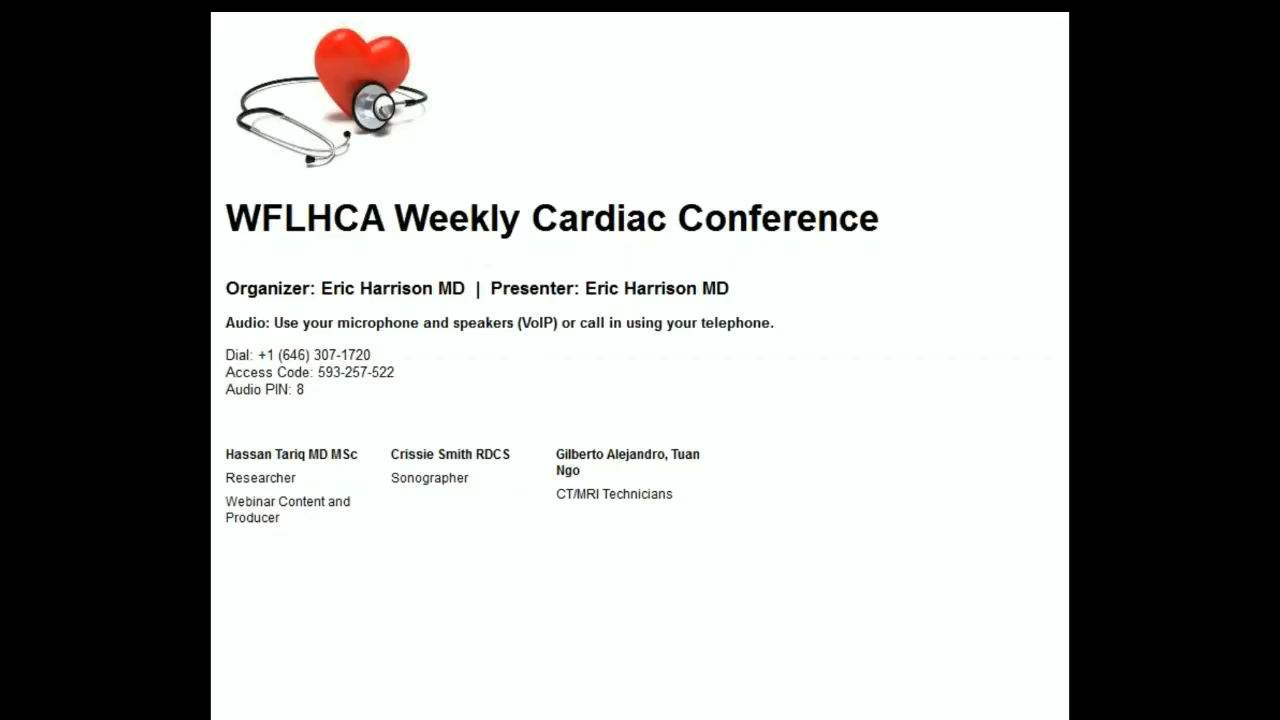 WFLHCA Weekly Cardiac Conference
Organizer: Eric Harrison MD | Presenter: Eric Harrison MD
Audio: Use your microphone and speakers (VoIP) or call in using your telephone.
Dial: +1 (646) 307-1720
Access Code: 593-257-522
Audio PIN: 8
Hassan Tariq MD MSc
Researcher
Webinar Content and
Producer
Crissie Smith RDCS
Sonographer
Gilberto Alejandro, Tuan
Ngo
CT/MRI Technicians